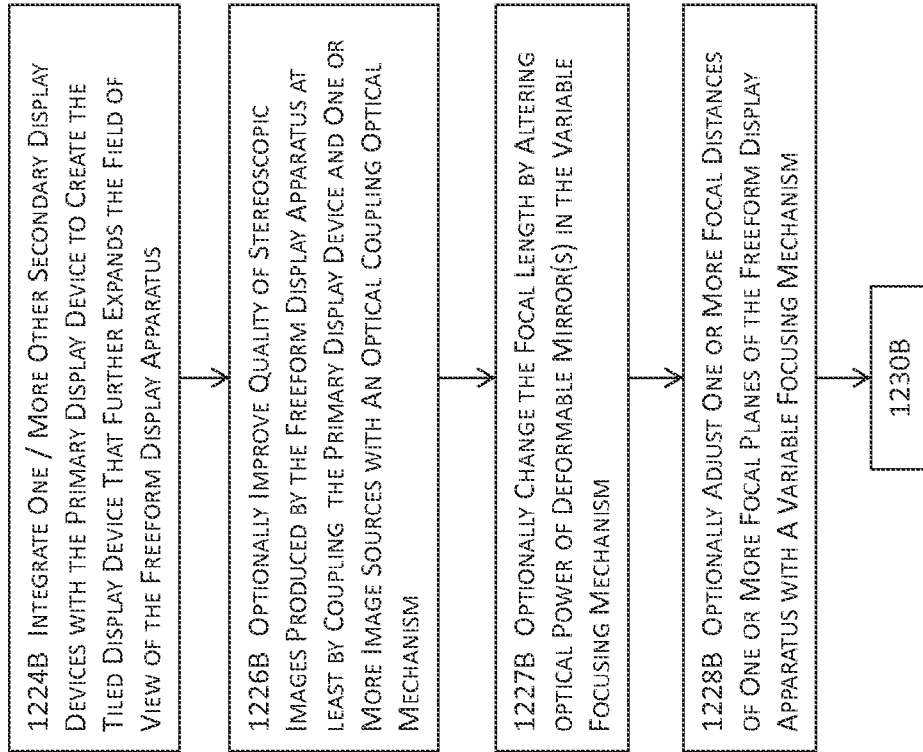 1224B INTEGRATE ONE / MORE OTHER SECONDARY DISPLAY
DEVICES WITH THE PRIMARY DISPLAY DEVICE TO CREATE THE
TILED DISPLAY DEVICE THAT FURTHER EXPANDS THE FIELD OF
VIEW OF THE FREEFORM DISPLAY APPARATUS
1226B OPTIONALLY IMPROVE QUALITY OF STEREOSCOPIC
IMAGES PRODUCED BY THE FREEFORM DISPLAY APPARATUS AT
LEAST BY COUPLING THE PRIMARY DISPLAY DEVICE AND ONE OR
MORE IMAGE SOURCES WITH AN OPTICAL COUPLING OPTICAL
MECHANISM
1227B OPTIONALLY CHANGE THE FOCAL LENGTH BY ALTERING
OPTICAL POWER OF DEFORMABLE MIRROR(S) IN THE VARIABLE
FOCUSING MECHANISM
1228B OPTIONALLY ADJUST ONE OR MORE FOCAL DISTANCES
OF ONE OR MORE FOCAL PLANES OF THE FREEFORM DISPLAY
APPARATUS WITH A VARIABLE FOCUSING MECHANISM
1230B